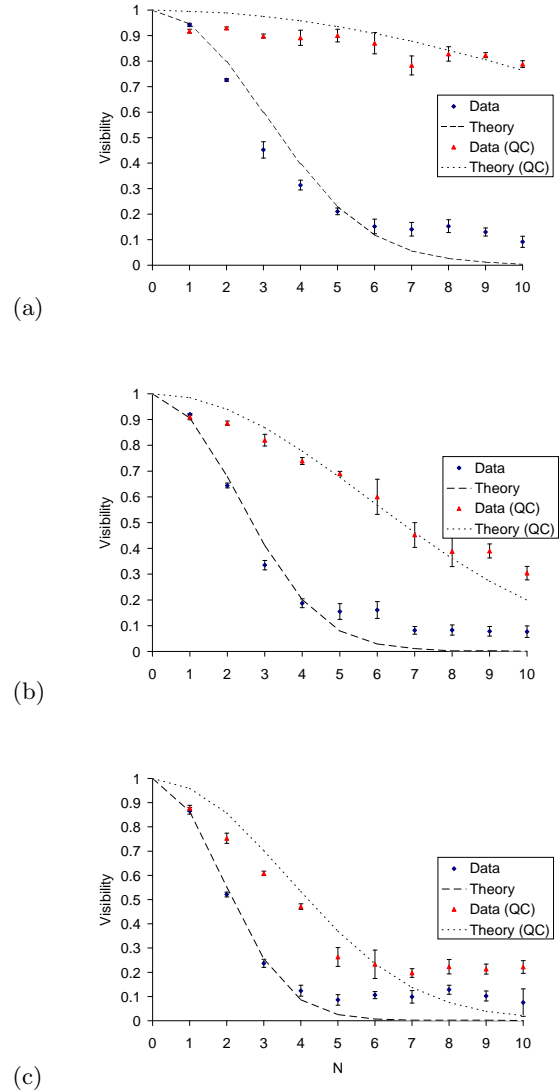 1
0.9
0.8
0.7
0.6
0.5
0.4
0.3
0.2
0.1
0
Visibility
0 1 2 3 4 5 6 7 8 9 10
Data
Theory
Data (QC)
Theory (QC)
(a)
1
0.9
0.8
0.7
0.6
0.5
0.4
0.3
0.2
0.1
0
Visibility
0 1 2 3 4 5 6 7 8 9 10
Data
Theory
Data (QC)
Theory (QC)
(b)
1
0.9
0.8
0.7
0.6
0.5
0.4
0.3
0.2
0.1
0
Visibility
0 1 2 3 4 5 6 7 8 9 10
N
Data
Theory
Data (QC)
Theory (QC)
(c)